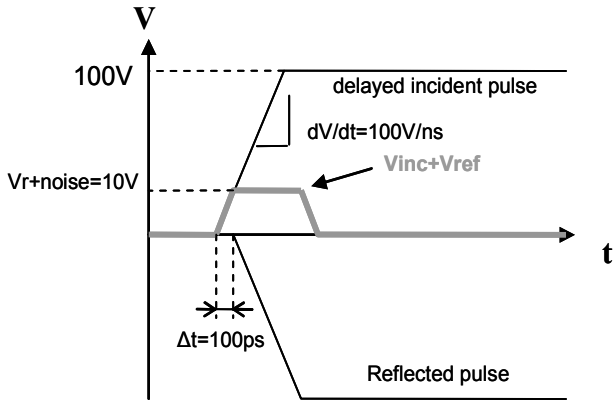 V
100V
delayed incident pulse
dV/dt=100V/ns
Vinc+Vref
Vr+noise=10V
t
Δt=100ps
Reflected pulse